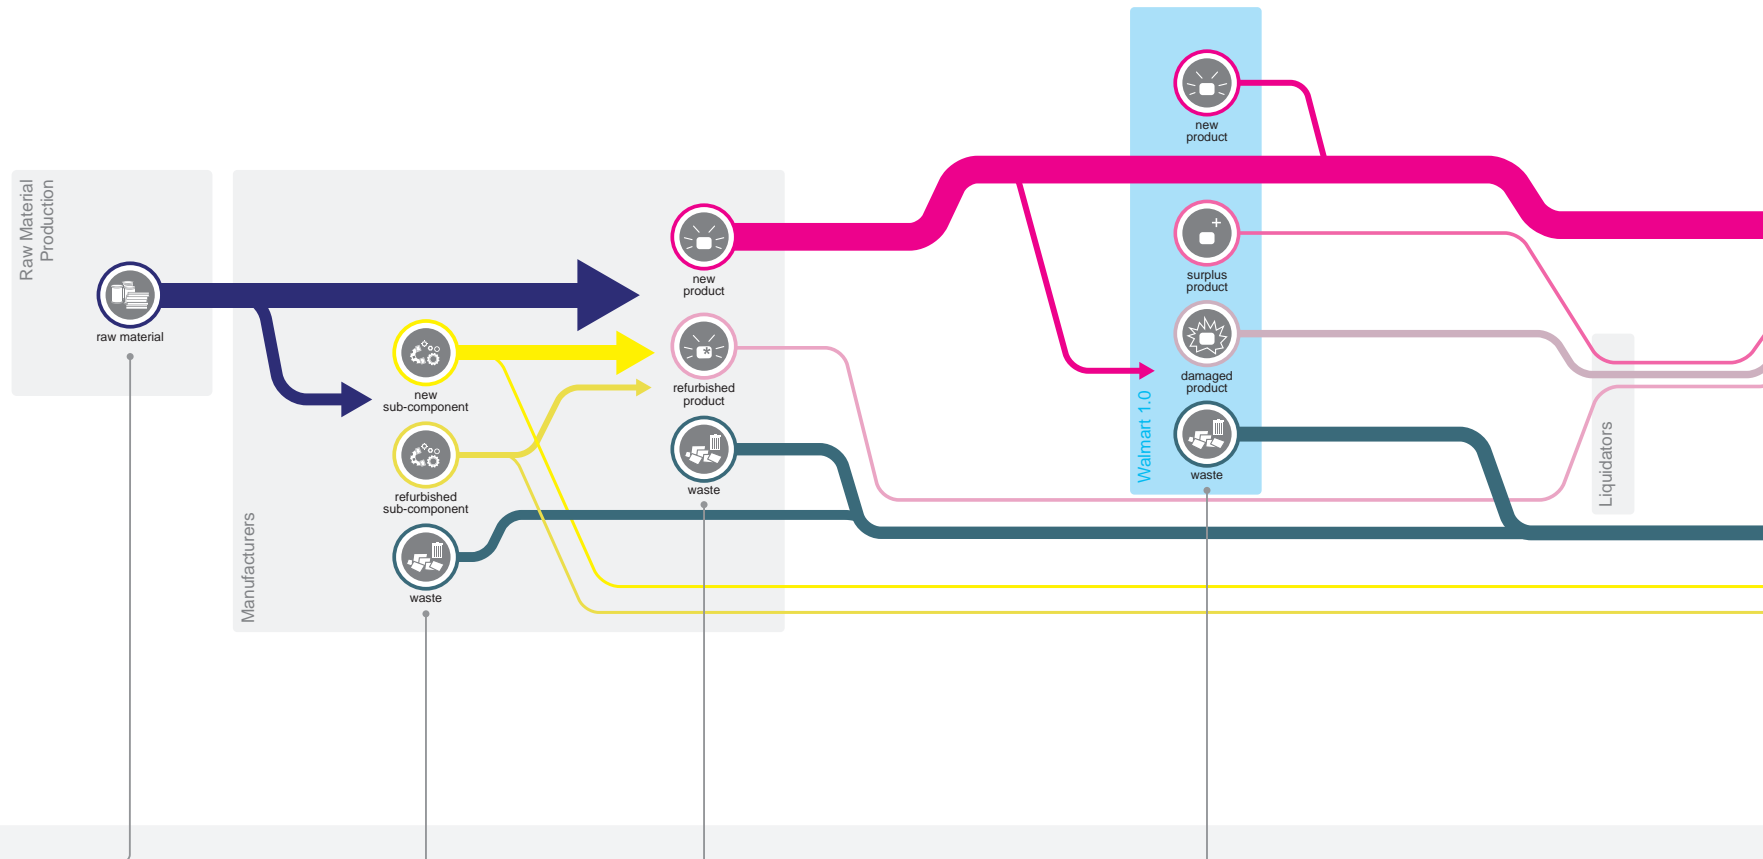 Raw Material
Production
raw material
Manufacturers
new
sub-component
refurbished
sub-component
waste
new
product
refurbished
product
waste
Walmart 1.0
new
product
surplus
product
damaged
product
waste
Liquidators